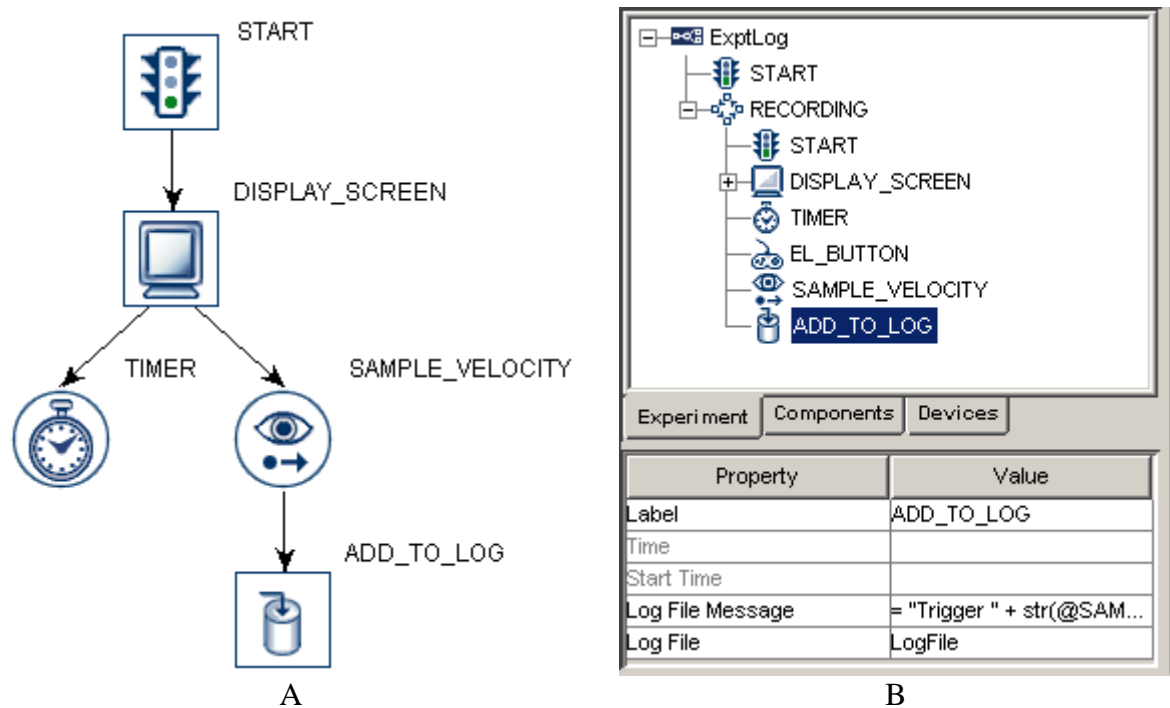 START
DISPLAY_SCREEN
TIMER
SAMPLE_VELOCITY
ADD_TO_LOG
A
ExptLog
START
RECORDING
START
DISPLAY_SCREEN
TIMER
EL_BUTTON
SAMPLE_VELOCITY
ADD_TO_LOG
Experiment Components Devices
Property Value
Label ADD_TO_LOG
Time
Start Time
Log File Message = "Trigger " + str(@SAM...
Log File LogFile
B